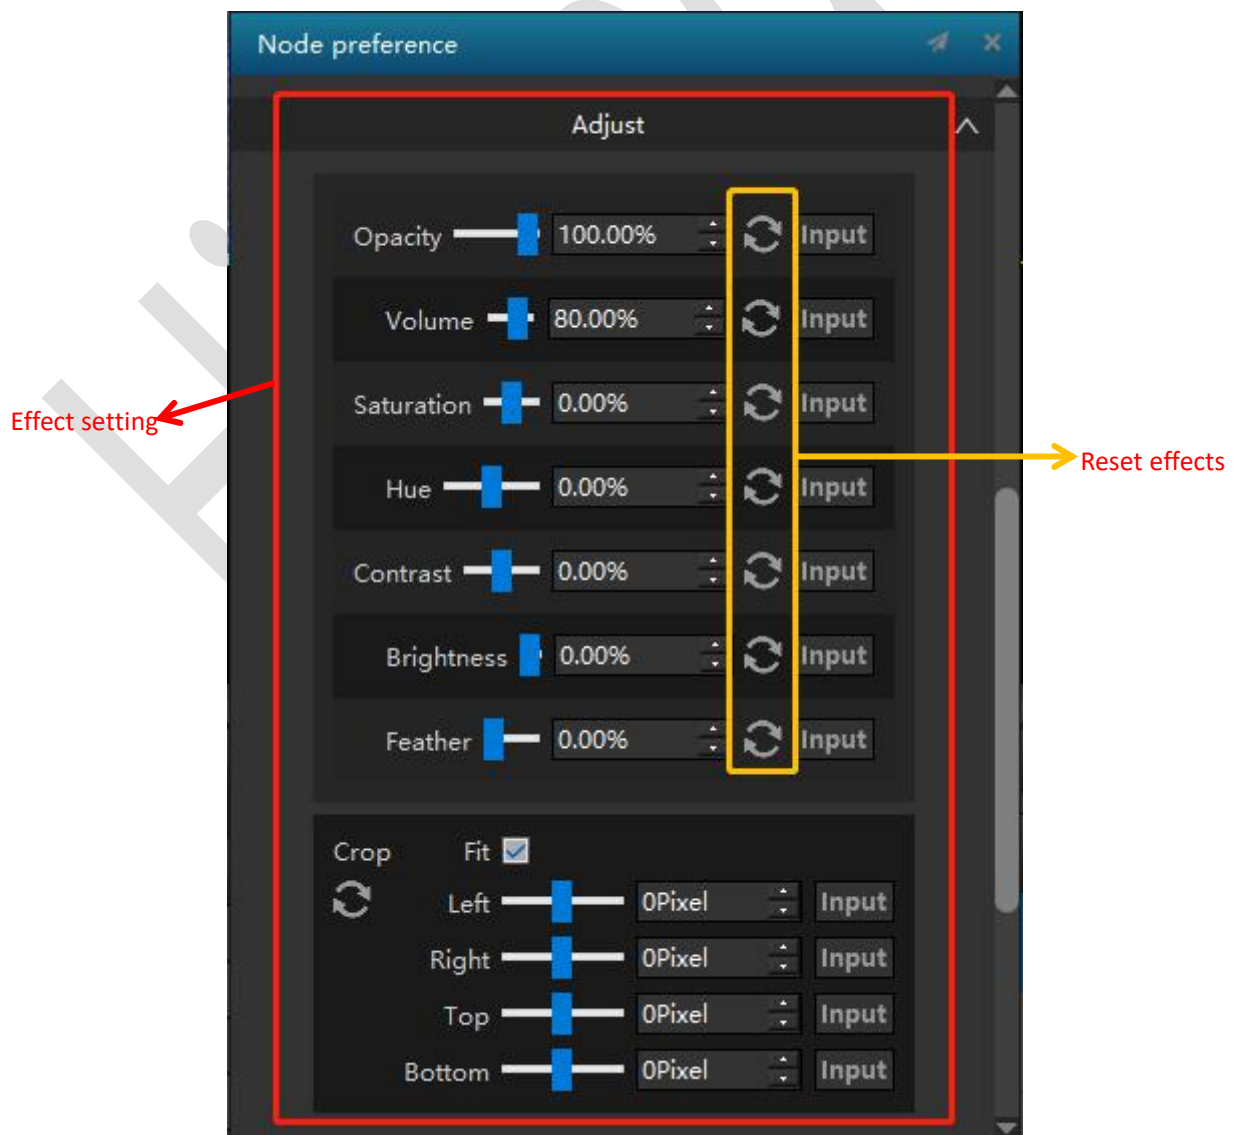 Node preference
Adjust
Opacity 100.00% Input
Volume 80.00% Input
Saturation 0.00% Input
Hue 0.00% Input
Contrast 0.00% Input
Brightness 0.00% Input
Feather 0.00% Input
Effect setting
Reset effects
Crop Fit
Left 0Pixel Input
Right 0Pixel Input
Top 0Pixel Input
Bottom 0Pixel Input